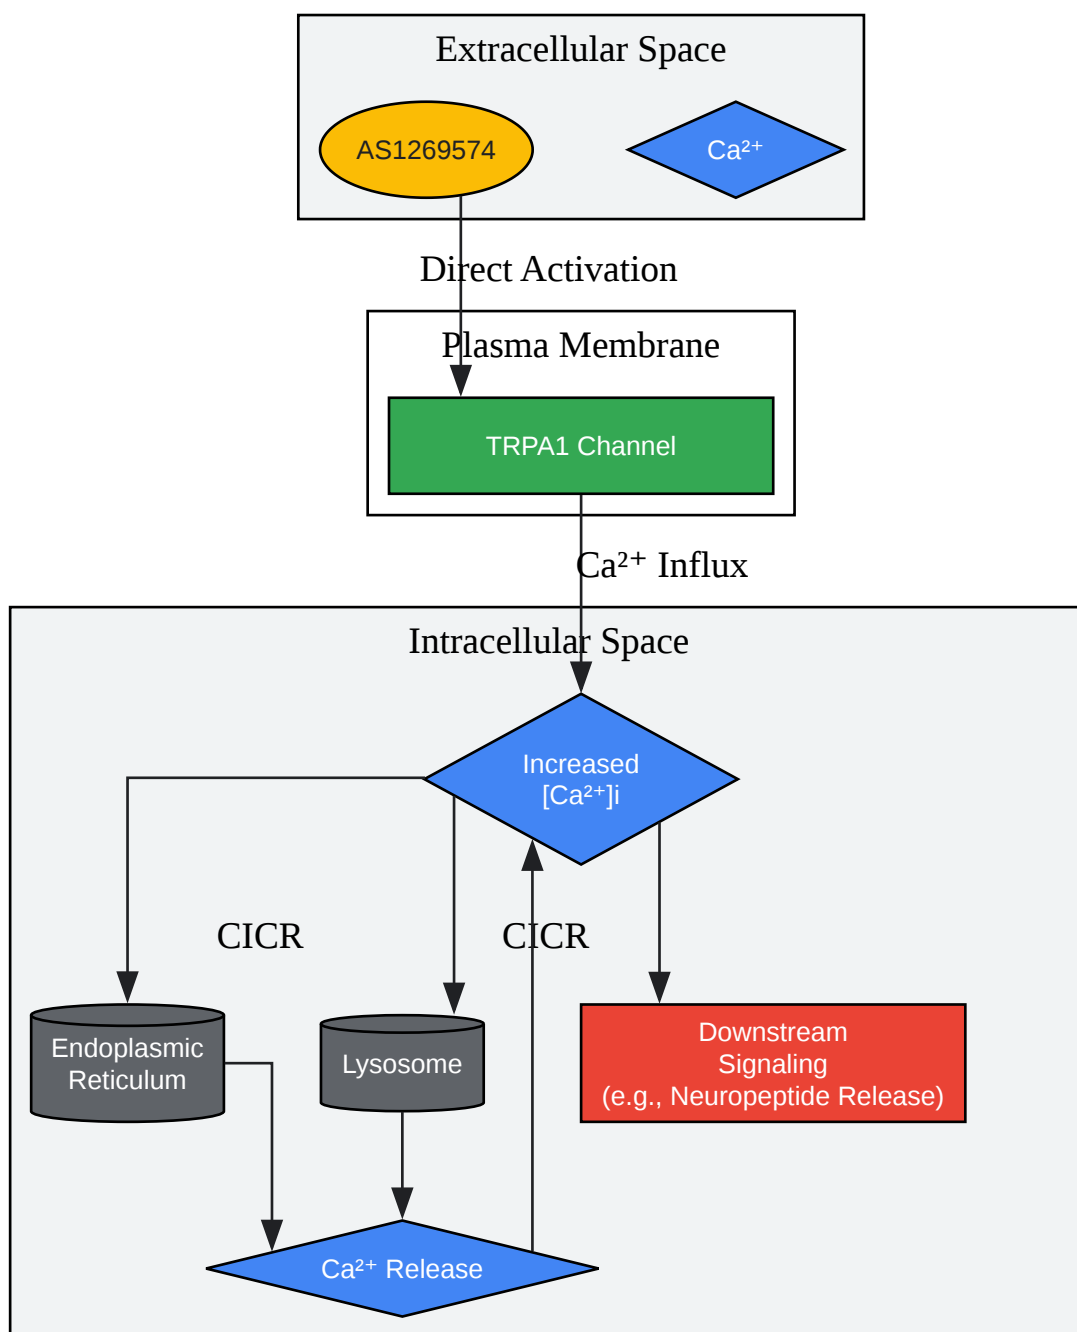 Extracellular Space
AS1269574
Ca²⁺
Direct Activation
Plasma Membrane
TRPA1 Channel
Ca²⁺ Influx
Intracellular Space
Increased
[Ca²⁺]i
CICR
CICR
Endoplasmic
Reticulum
Lysosome
Downstream
Signaling
(e.g., Neuropeptide Release)
Ca²⁺ Release